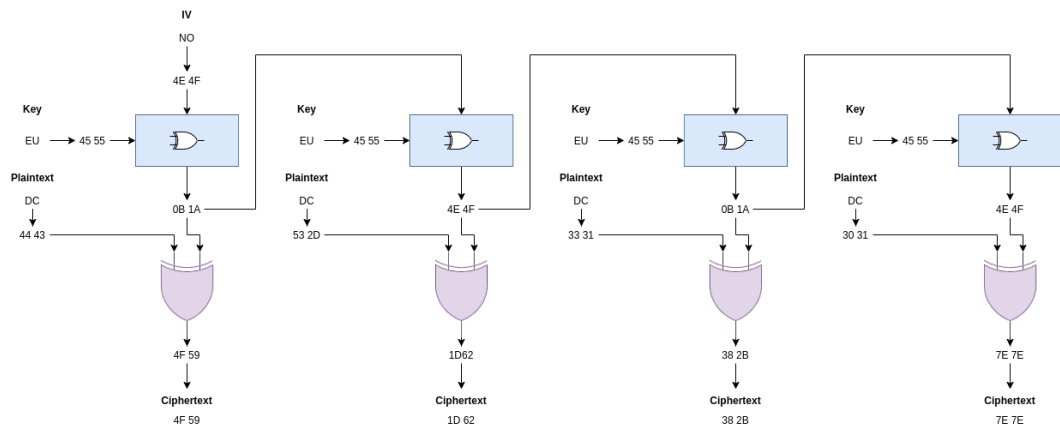 IV
NO
4E 4F
Key
EU
45 55
Plaintext
DC
0B 1A
44 43
4F 59
Ciphertext
4F 59
Key
EU
45 55
Plaintext
DC
4E 4F
53 2D
1D62
Ciphertext
1D 62
Key
EU
45 55
Plaintext
DC
0B 1A
33 31
38 2B
Ciphertext
38 2B
Key
EU
45 55
Plaintext
DC
4E 4F
30 31
7E 7E
Ciphertext
7E 7E